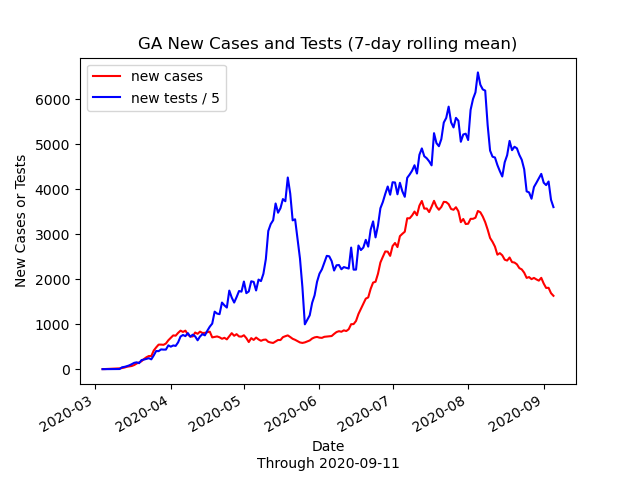 GA New Cases and Tests (7-day rolling mean)
new cases
new tests / 5
New Cases or Tests
6000
5000
4000
3000
2000
1000
0
2020-03
2020-04
2020-05
2020-06
2020-07
2020-08
2020-09
Date
Through 2020-09-11